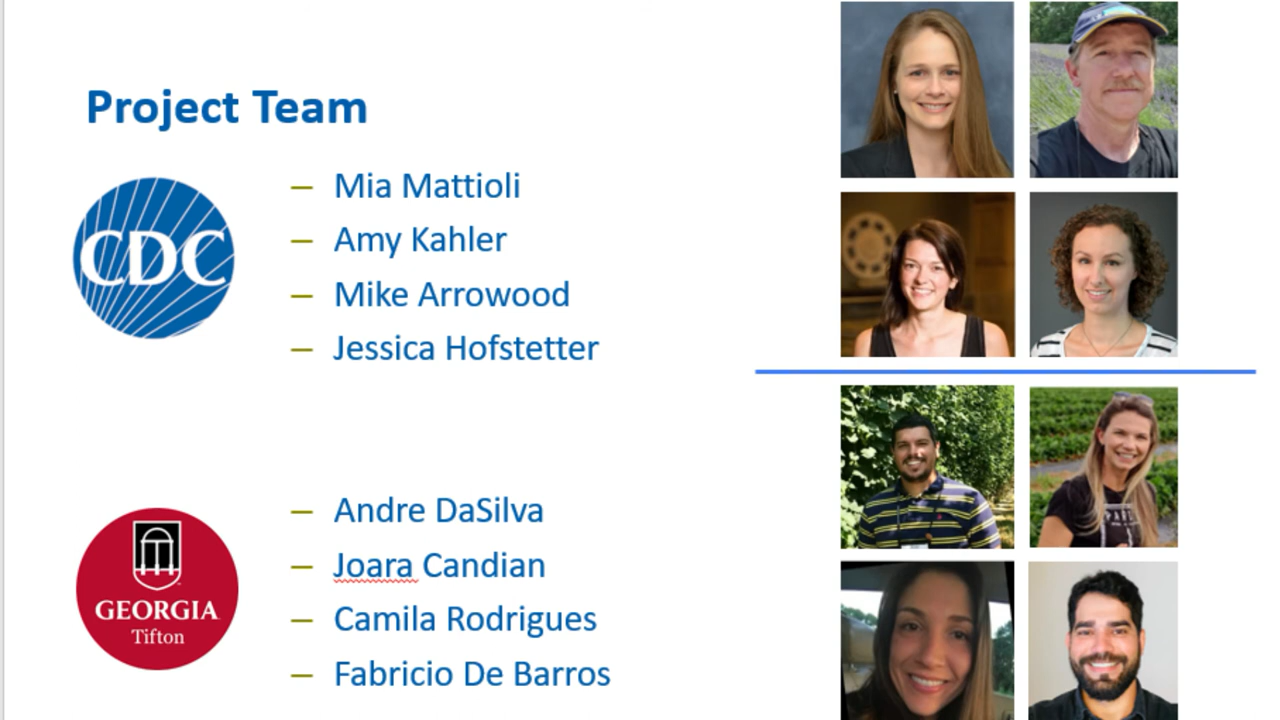 Project Team
CDC
– Mia Mattioli
– Amy Kahler
– Mike Arrowood
– Jessica Hofstetter
GEORGIA
Tifton
– Andre DaSilva
– Joara Candian
– Camila Rodrigues
– Fabricio De Barros